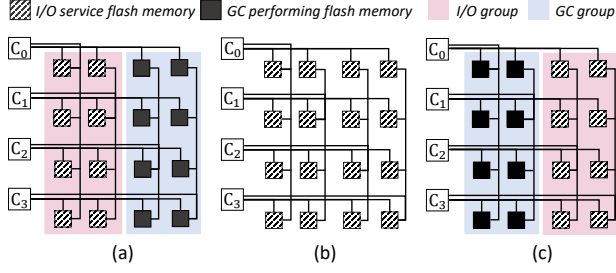 I/O service flash memory GC performing flash memory I/O group GC group
C0 C0 C0
C1 C1 C1
C2 C2 C2
C3 C3 C3
(a) (b) (c)